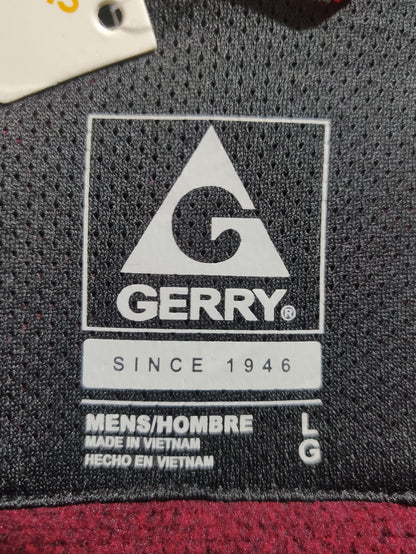 GERRY®
SINCE 1946
MENS/HOMBRE L
MADE IN VIETNAM G
HECHO EN VIETNAM